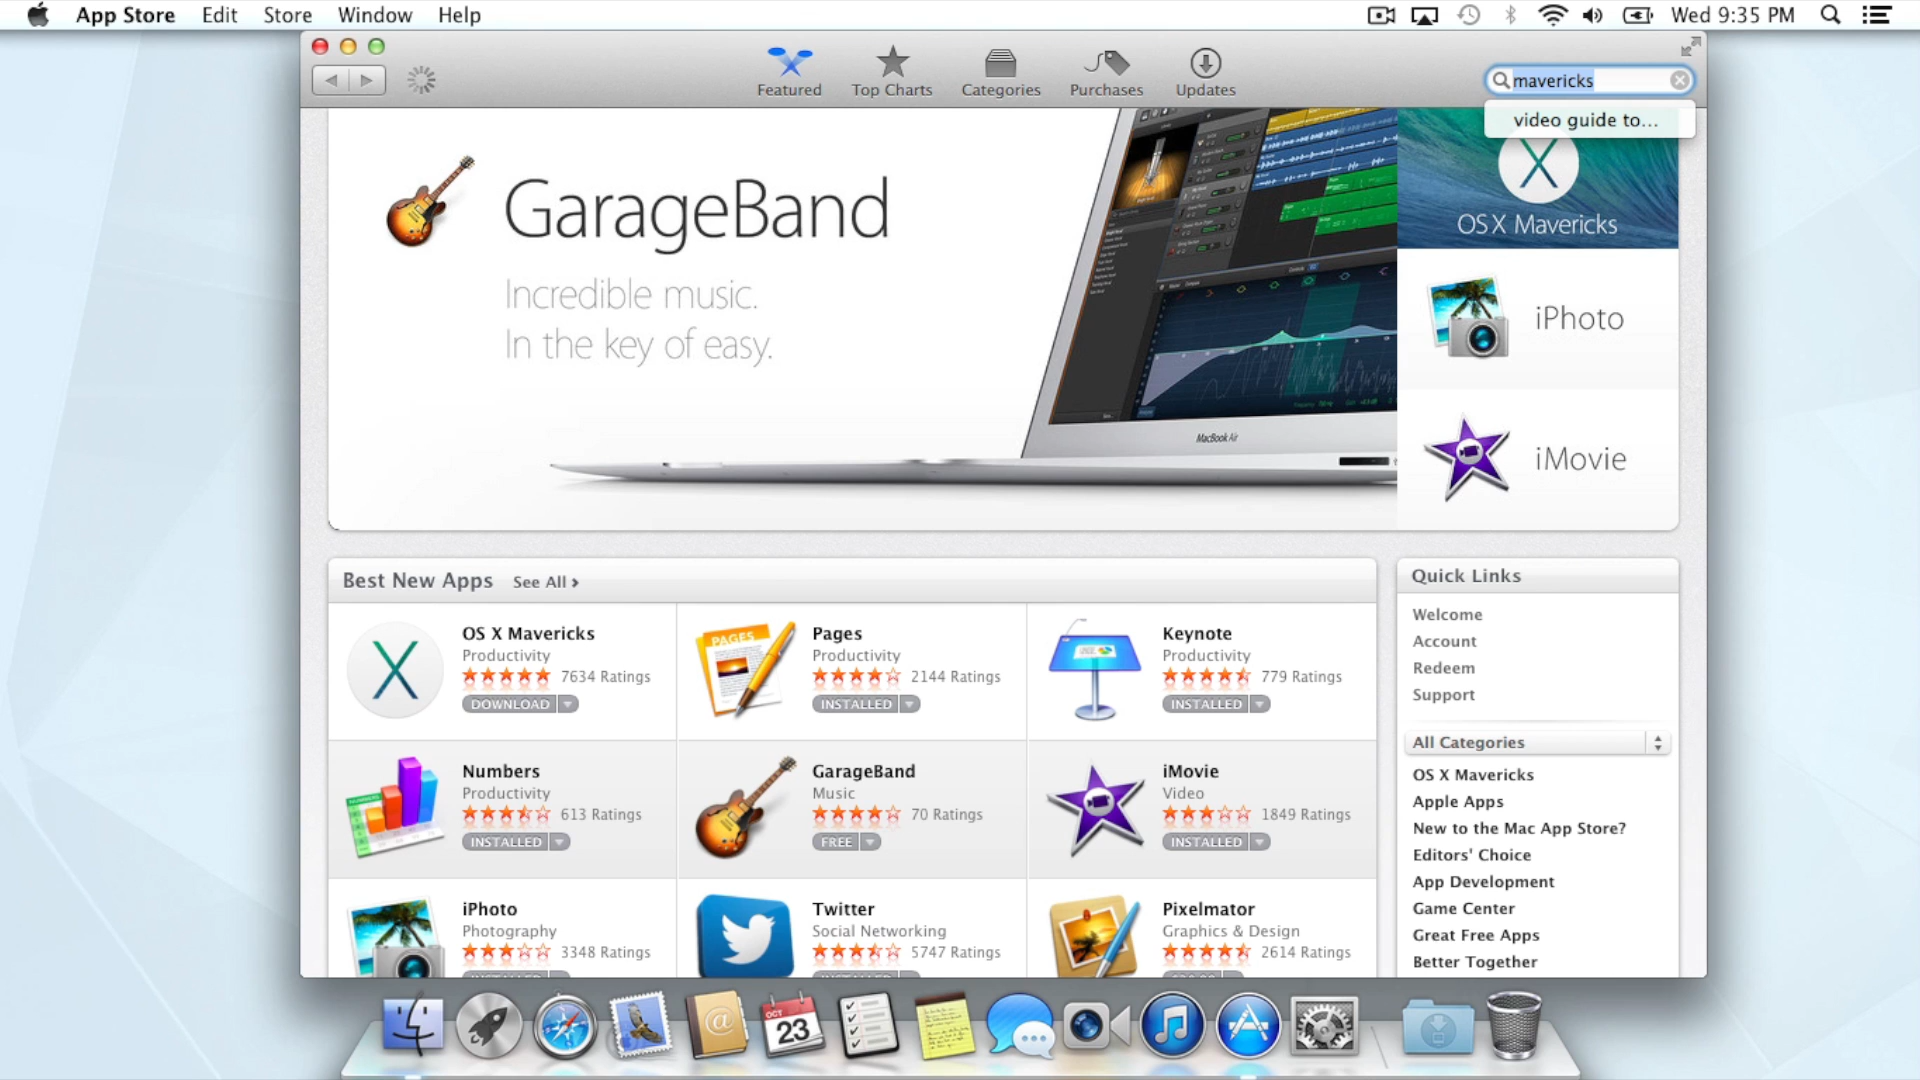 App Store Edit Store Window Help Wed 9:35 PM
Featured Top Charts Categories Purchases Updates
mavericks
video guide to...
GarageBand
Incredible music.
In the key of easy.
MacBook Air
OS X Mavericks
iPhoto
iMovie
Best New Apps See All
OS X Mavericks
Productivity
7634 Ratings
DOWNLOAD
PAGES
Pages
Productivity
2144 Ratings
INSTALLED
Keynote
Productivity
779 Ratings
INSTALLED
NUMBERS
Numbers
Productivity
613 Ratings
INSTALLED
GarageBand
Music
70 Ratings
FREE
iMovie
Video
1849 Ratings
INSTALLED
iPhoto
Photography
3348 Ratings
Twitter
Social Networking
5747 Ratings
Pixelmator
Graphics & Design
2614 Ratings
Quick Links
Welcome
Account
Redeem
Support
All Categories
OS X Mavericks
Apple Apps
New to the Mac App Store?
Editors' Choice
App Development
Game Center
Great Free Apps
Better Together
OCT
23